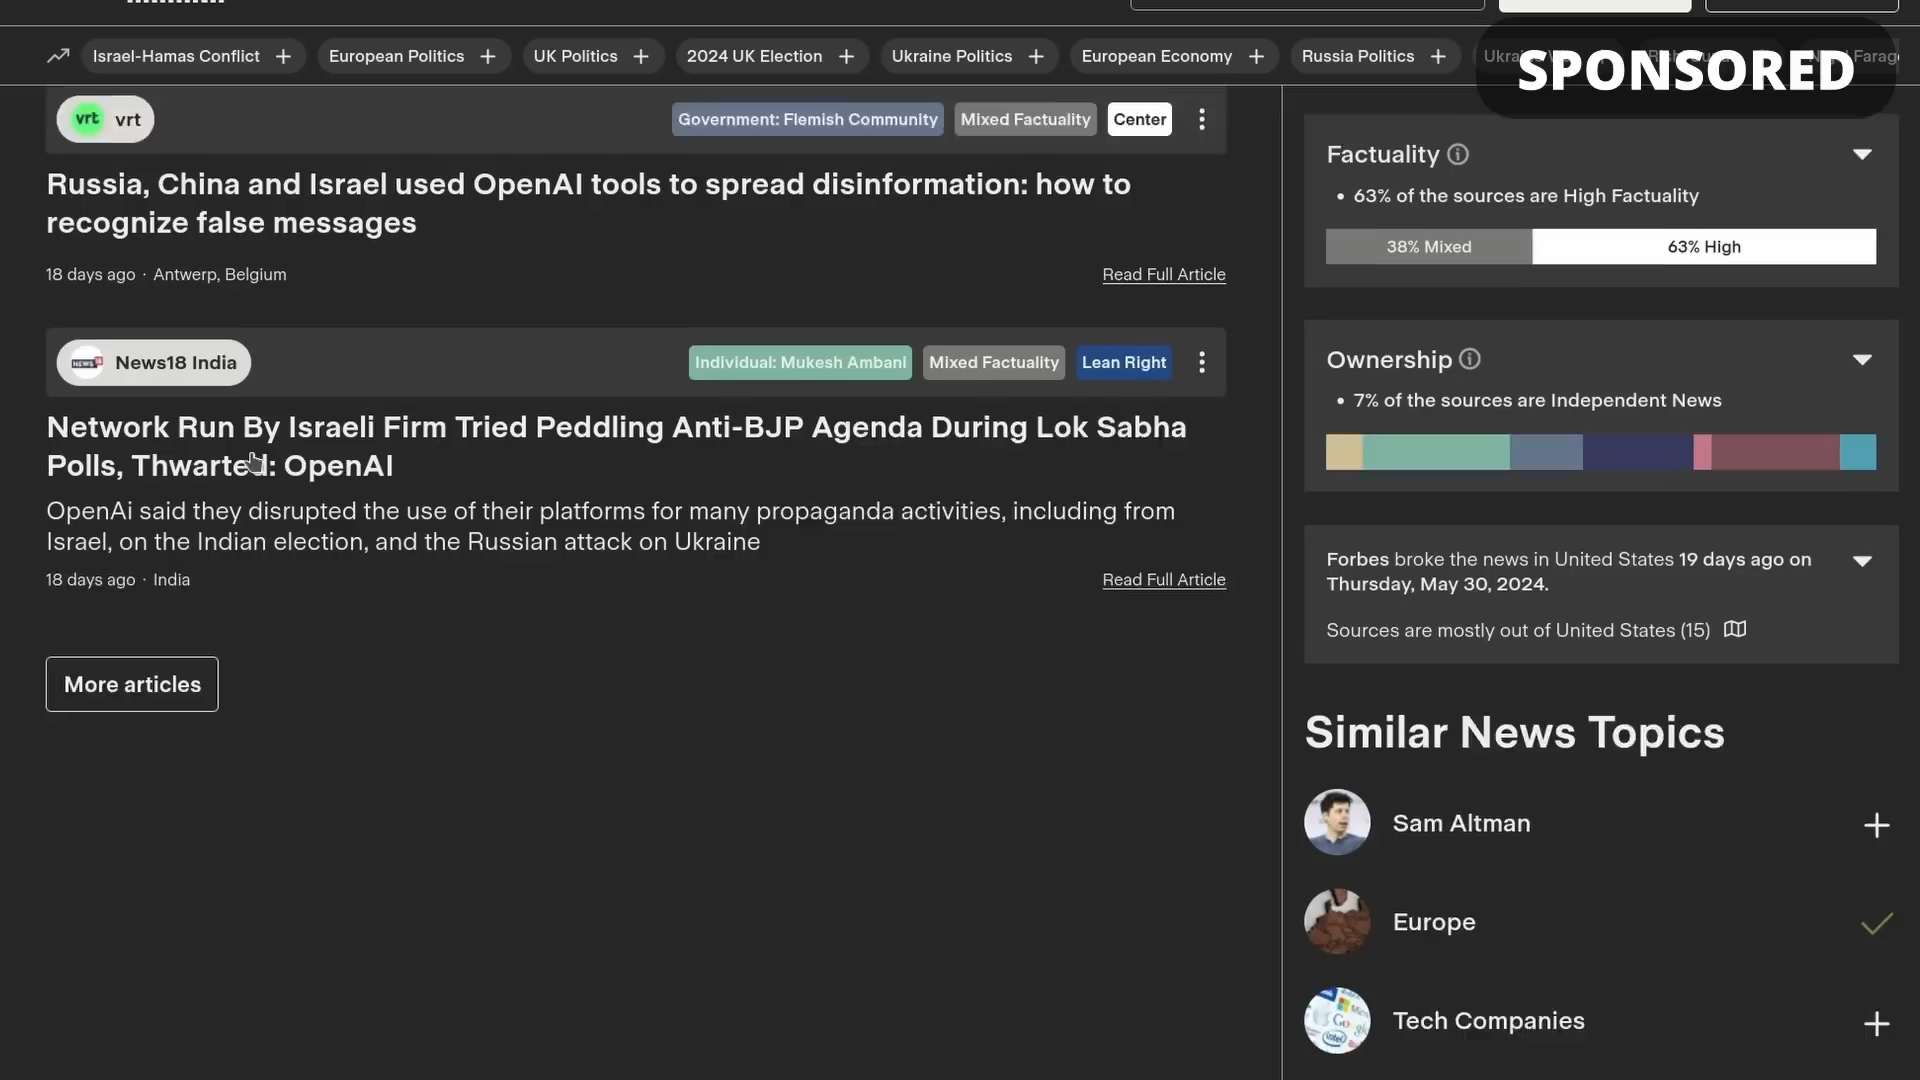 Israel-Hamas Conflict +
European Politics +
UK Politics +
2024 UK Election +
Ukraine Politics +
European Economy +
Russia Politics +
SPONSORED
vrt vrt
Government: Flemish Community
Mixed Factuality
Center
Russia, China and Israel used OpenAI tools to spread disinformation: how to
recognize false messages
18 days ago · Antwerp, Belgium
Read Full Article
NEWS18 News18 India
Individual: Mukesh Ambani
Mixed Factuality
Lean Right
Network Run By Israeli Firm Tried Peddling Anti-BJP Agenda During Lok Sabha
Polls, Thwarted: OpenAI
OpenAi said they disrupted the use of their platforms for many propaganda activities, including from
Israel, on the Indian election, and the Russian attack on Ukraine
18 days ago · India
Read Full Article
More articles
Factuality
• 63% of the sources are High Factuality
38% Mixed
63% High
Ownership
• 7% of the sources are Independent News
Forbes broke the news in United States 19 days ago on
Thursday, May 30, 2024.
Sources are mostly out of United States (15)
Similar News Topics
Sam Altman
Europe
Tech Companies